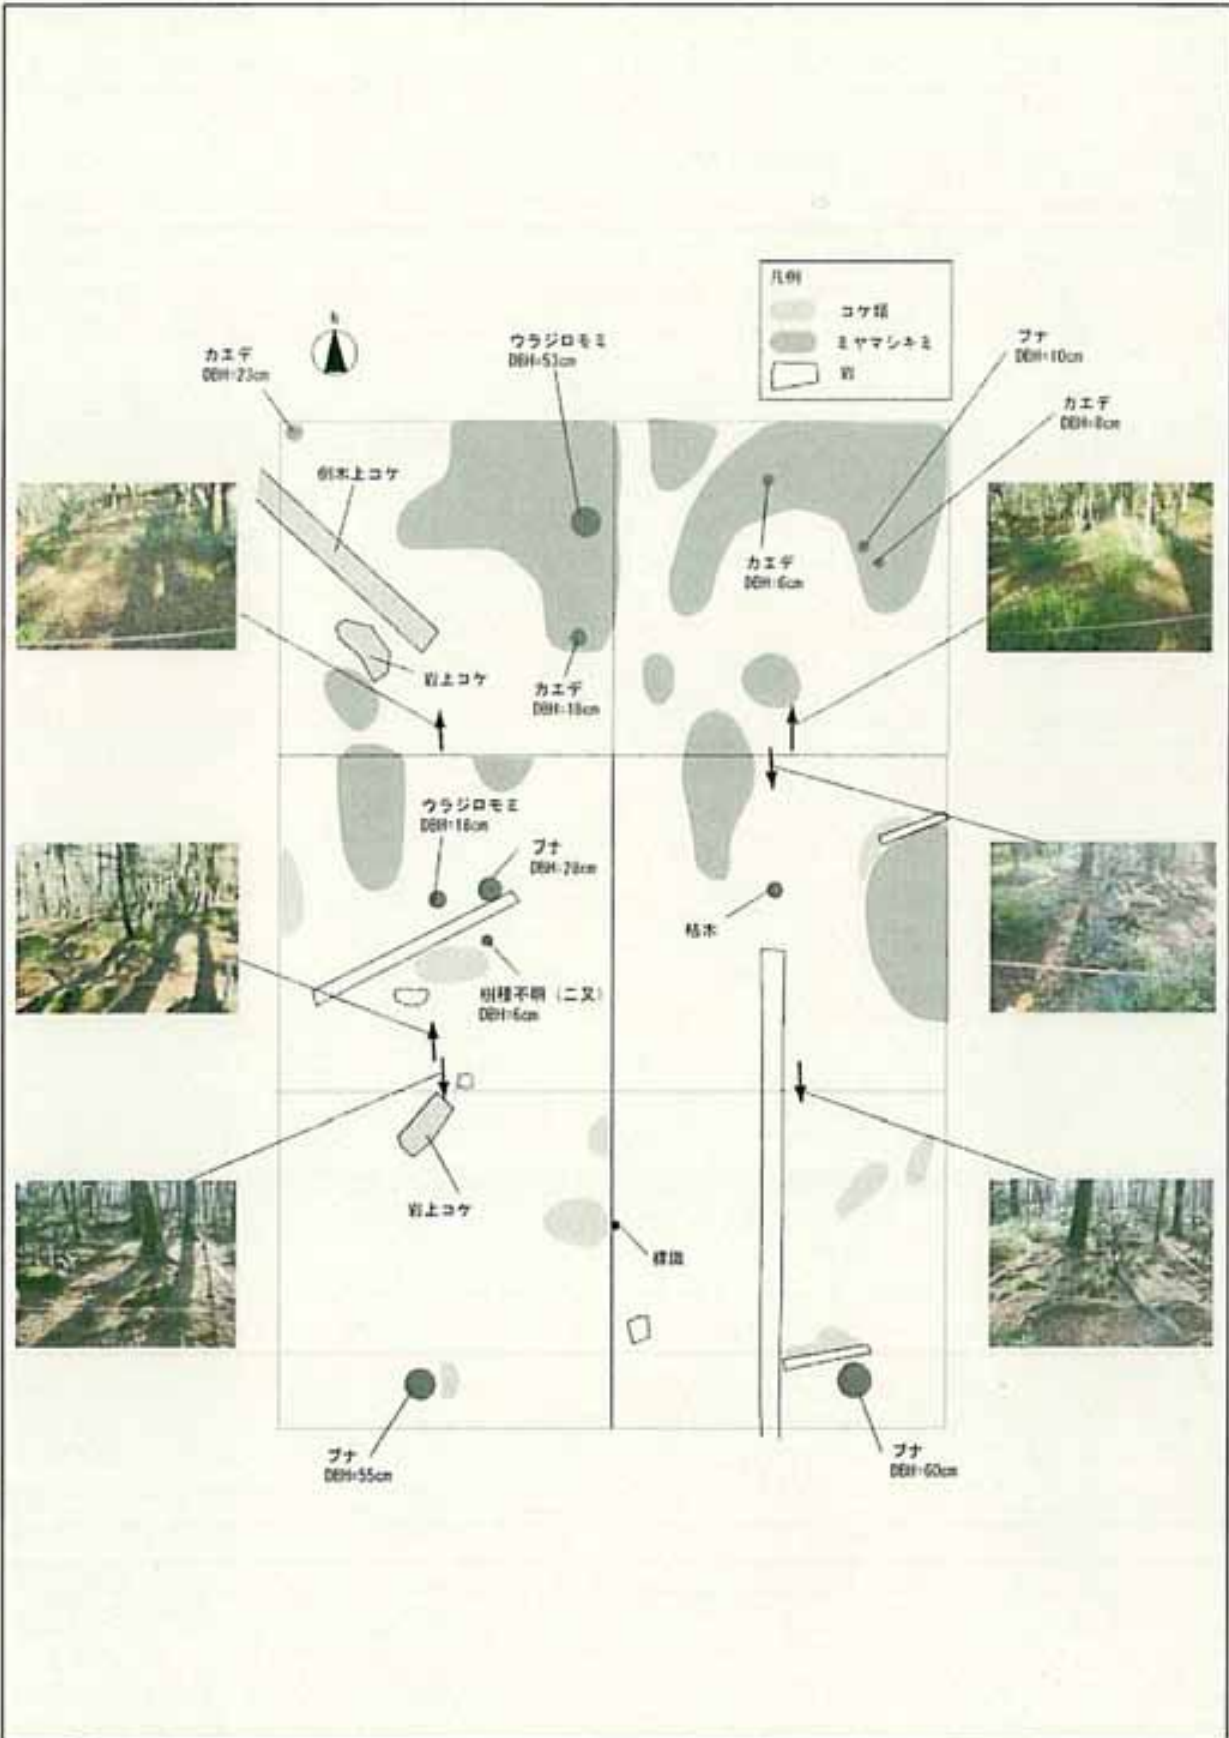 凡例
コケ類
ミヤマシキミ
岩
N
カエデ
DBH=23cm
ウラジロモミ
DBH=53cm
ブナ
DBH=10cm
カエデ
DBH=8cm
倒木上コケ
カエデ
DBH=6cm
岩上コケ
カエデ
DBH=18cm
ウラジロモミ
DBH=16cm
ブナ
DBH=28cm
枯木
樹種不明（二又）
DBH=6cm
岩上コケ
標識
ブナ
DBH=55cm
ブナ
DBH=60cm